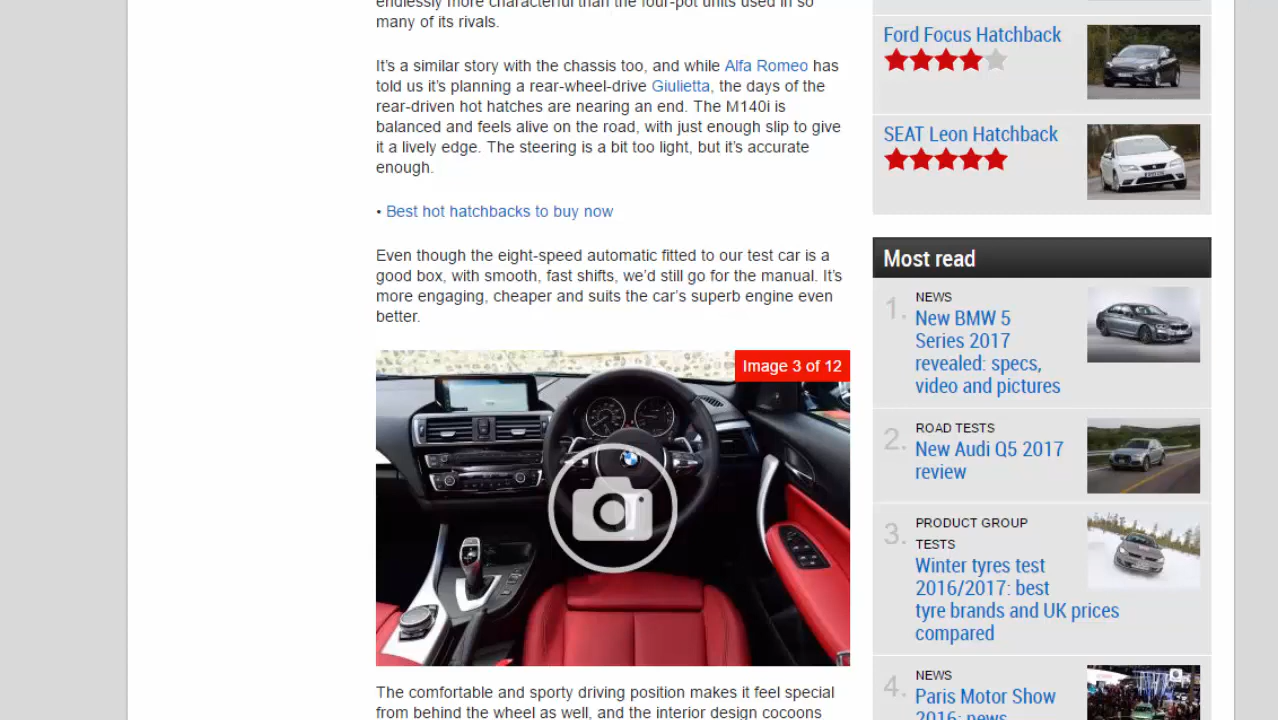 endlessly more characterful than the four-pot units used in so
many of its rivals.
It's a similar story with the chassis too, and while Alfa Romeo has
told us it's planning a rear-wheel-drive Giulietta, the days of the
rear-driven hot hatches are nearing an end. The M140i is
balanced and feels alive on the road, with just enough slip to give
it a lively edge. The steering is a bit too light, but it's accurate
enough.
• Best hot hatchbacks to buy now
Even though the eight-speed automatic fitted to our test car is a
good box, with smooth, fast shifts, we'd still go for the manual. It's
more engaging, cheaper and suits the car's superb engine even
better.
Image 3 of 12
The comfortable and sporty driving position makes it feel special
from behind the wheel as well, and the interior design cocoons
Ford Focus Hatchback
SEAT Leon Hatchback
Most read
1.
NEWS
New BMW 5
Series 2017
revealed: specs,
video and pictures
2.
ROAD TESTS
New Audi Q5 2017
review
3.
PRODUCT GROUP
TESTS
Winter tyres test
2016/2017: best
tyre brands and UK prices
compared
4.
NEWS
Paris Motor Show
2016: news